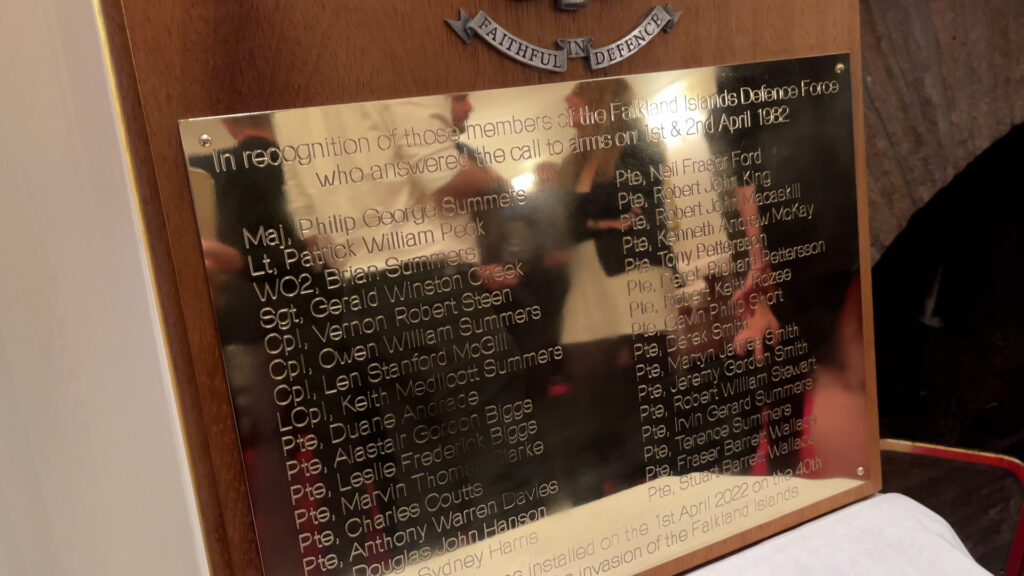 FAITHFUL IN DEFENCE
In recognition of those members of the Falkland Islands Defence Force
who answered the call to arms on 1st & 2nd April 1982
Maj, Philip George Summers
Lt, Patrick William Peck
WO2, Brian Summers
Sgt, Gerald Winston Cheek
Cpl, Vernon Robert Steen
Cpl, Owen William Summers
Cpl, Len Stanford McGill
LCpl, Keith Medlicott Summers
Pte, Duane Andrade
Pte, Alastair Gordon Biggs
Pte, Leslie Frederick Biggs
Pte, Marvin Thomas Clarke
Pte, Charles Coutts
Pte, Anthony Warren Davies
Douglas John Hanson
Sydney Harris
Pte, Neil Fraser Ford
Pte, Robert John King
Pte, Robert John Macaskill
Pte, Kenneth Andrew McKay
Pte, Tony Pettersson
Pte, Derek Richard Pettersson
Pte, Robert Keith Rozee
Pte, Gavin Philip Short
Pte, Derek Smith
Pte, Martyn James Smith
Pte, Jeremy Gordon Smith
Pte, Robert William Stewart
Pte, Irvin Gerard Summers
Pte, Terence Summers
Pte, Fraser Barrett Wallace
Pte, Stuart Barrett Wallace
installed on the 1st April 2022 on the 40th
invasion of the Falkland Islands